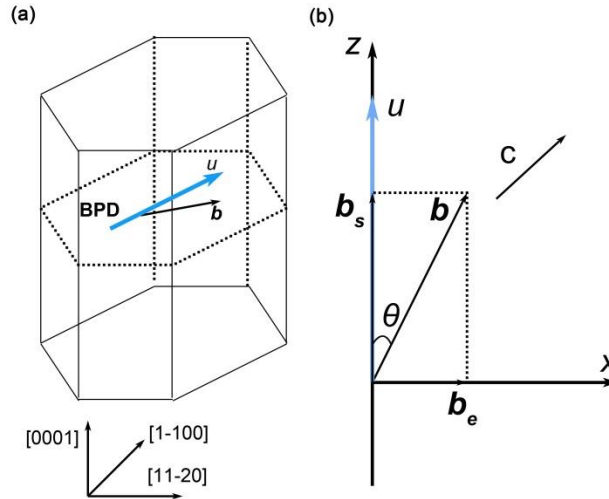 (a)
u
BPD
b
[0001]
[1-100]
[11-20]
(b)
z
u
c
b_s
b
θ
x
b_e